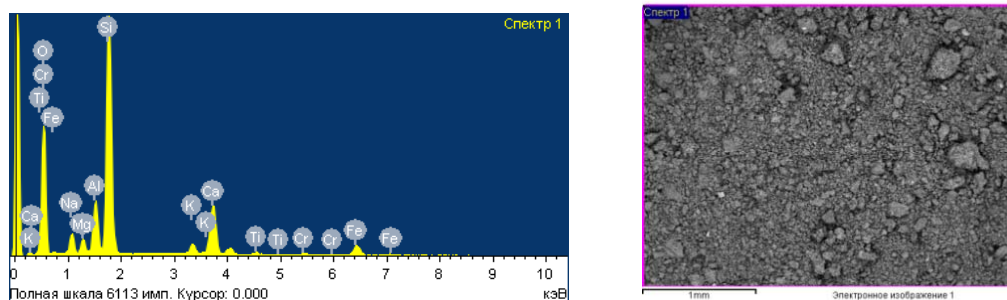 Спектр 1
O
Si
Cr
Ti
Fe
Al
Na
Ca
Mg
K
K
Ca
K
Ti
Ti
Cr
Cr
Fe
Fe
0 1 2 3 4 5 6 7 8 9 10
Полная шкала 6113 имп. Курсор: 0.000 кэВ
Спектр 1
1mm Электронное изображение 1